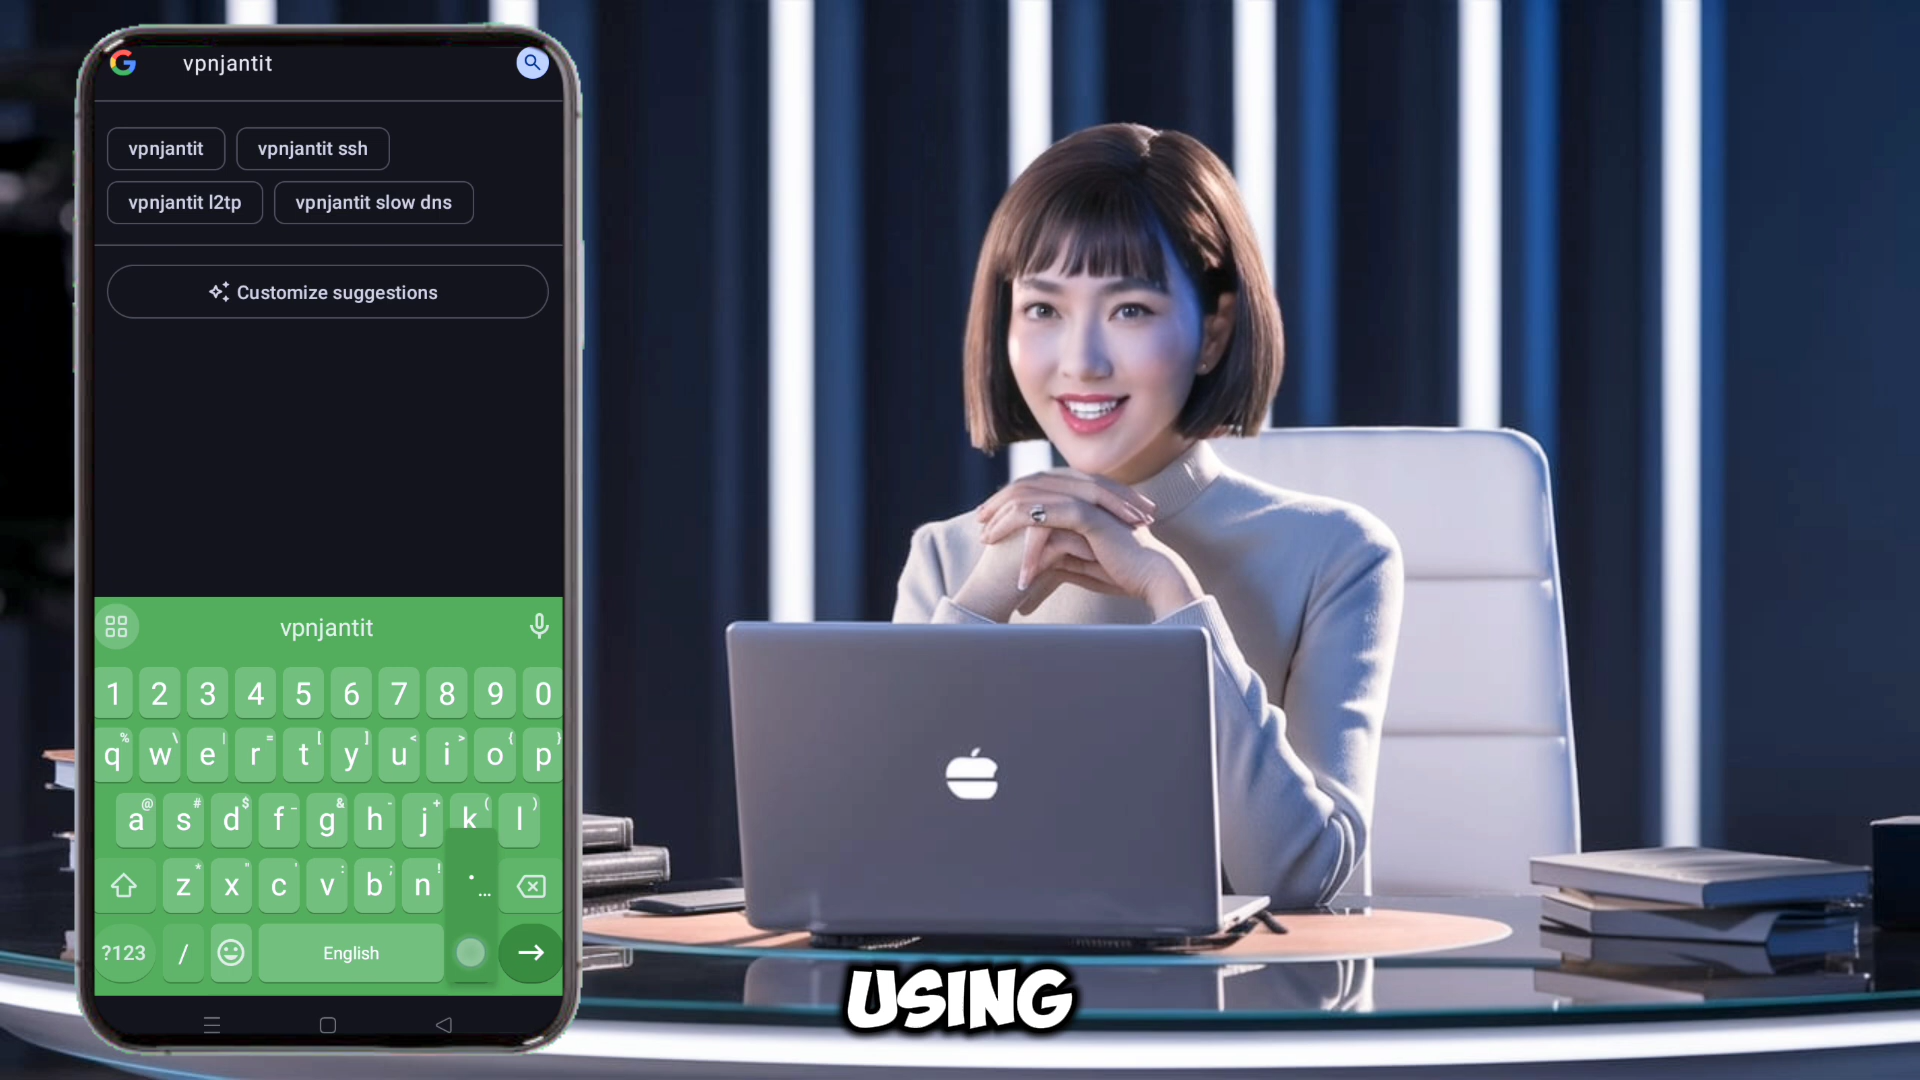 vpnjantit
vpnjantit vpnjantit ssh
vpnjantit l2tp vpnjantit slow dns
Customize suggestions
vpnjantit
1 2 3 4 5 6 7 8 9 0
q% w\ e| r= t[ y] u< i> o{ p}
a@ s# d$ f_ g& h- j+ k( l)
z* x" c' v: b; n! . …
?123 / English
USING